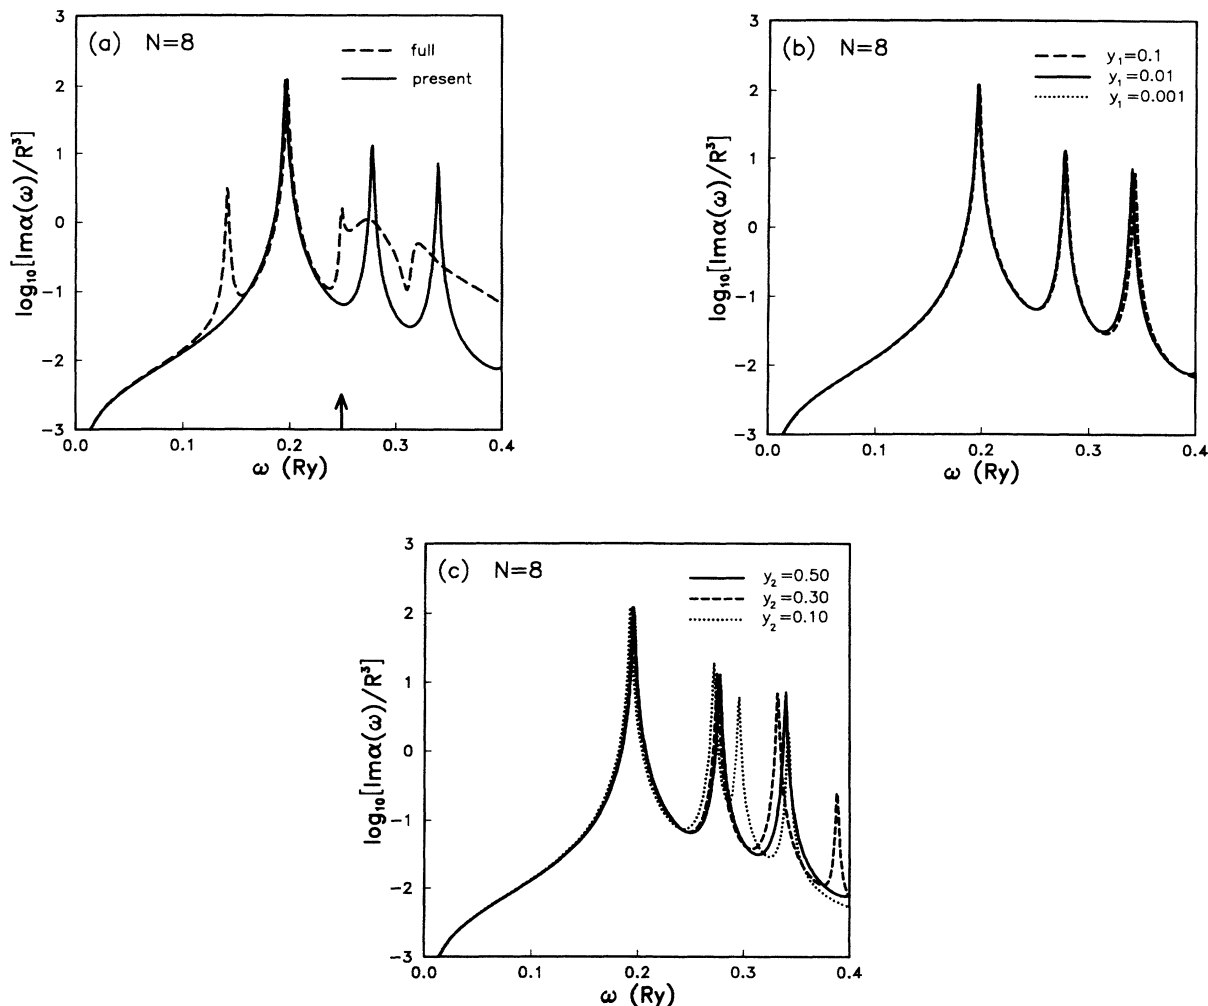 (a) N=8
full
present
log₁₀[Imα(ω)/R³]
3
2
1
0
−1
−2
−3
0.0 0.1 0.2 0.3 0.4
ω (Ry)
(b) N=8
y₁=0.1
y₁=0.01
y₁=0.001
log₁₀[Imα(ω)/R³]
3
2
1
0
−1
−2
−3
0.0 0.1 0.2 0.3 0.4
ω (Ry)
(c) N=8
y₂=0.50
y₂=0.30
y₂=0.10
log₁₀[Imα(ω)/R³]
3
2
1
0
−1
−2
−3
0.0 0.1 0.2 0.3 0.4
ω (Ry)